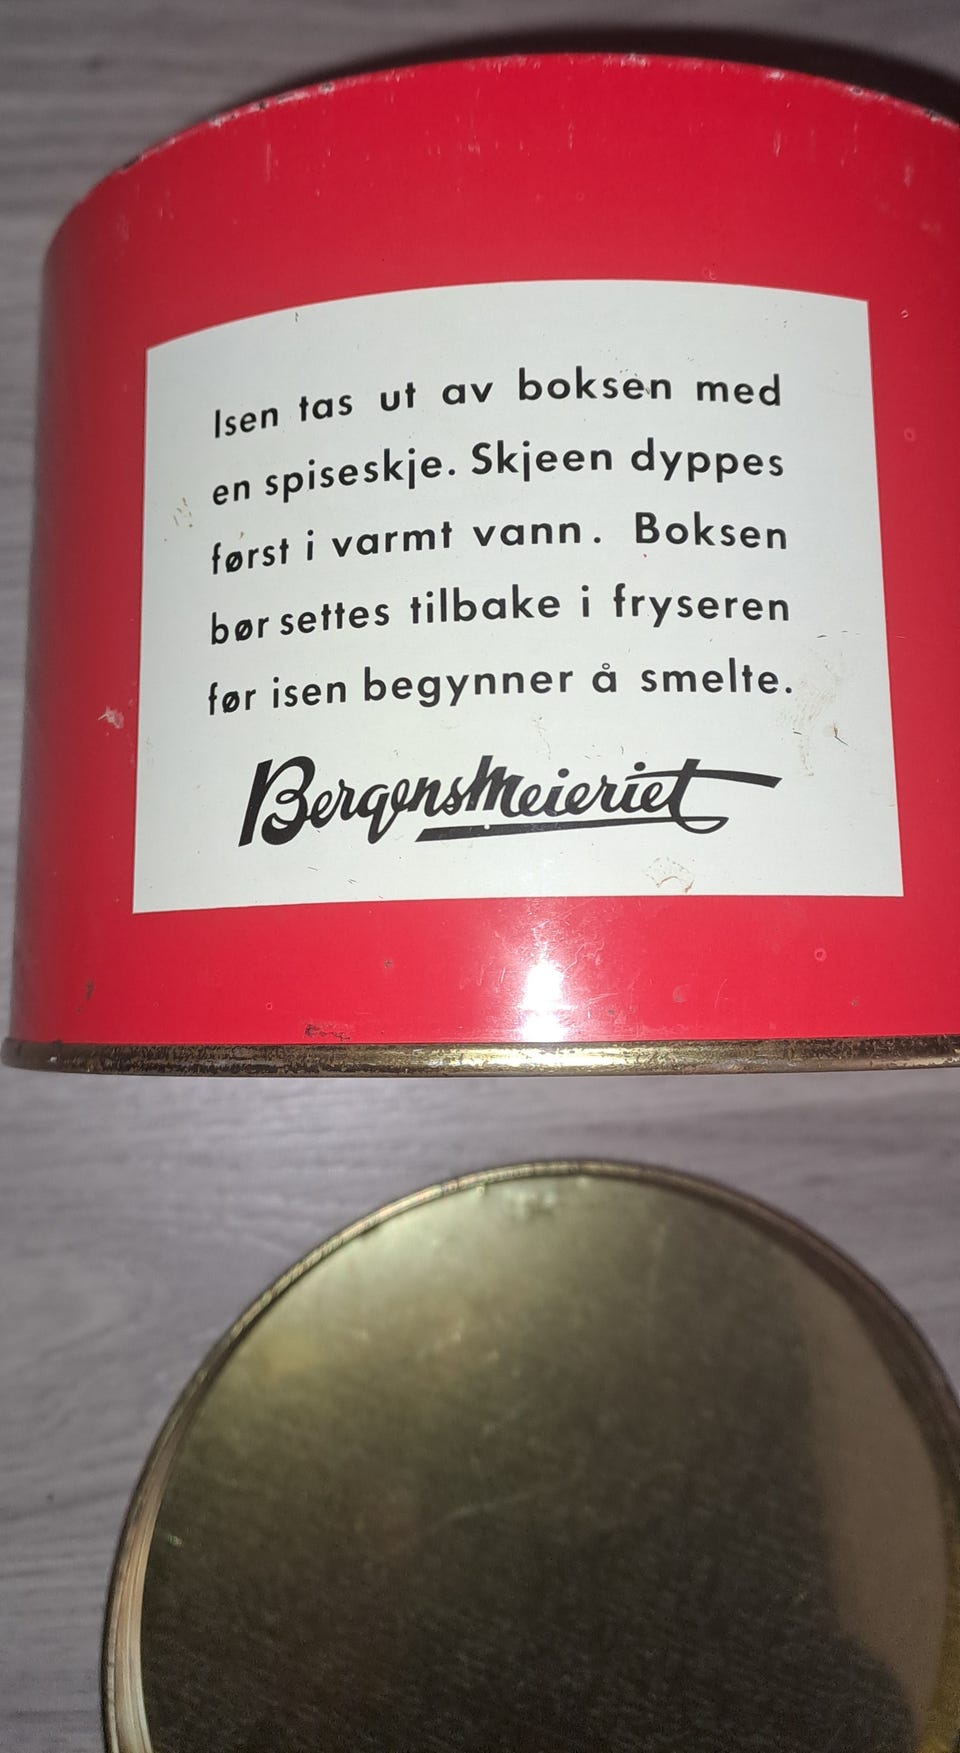 Isen tas ut av boksen med
en spiseskje. Skjeen dyppes
først i varmt vann. Boksen
bør settes tilbake i fryseren
før isen begynner å smelte.
BergensMeieriet